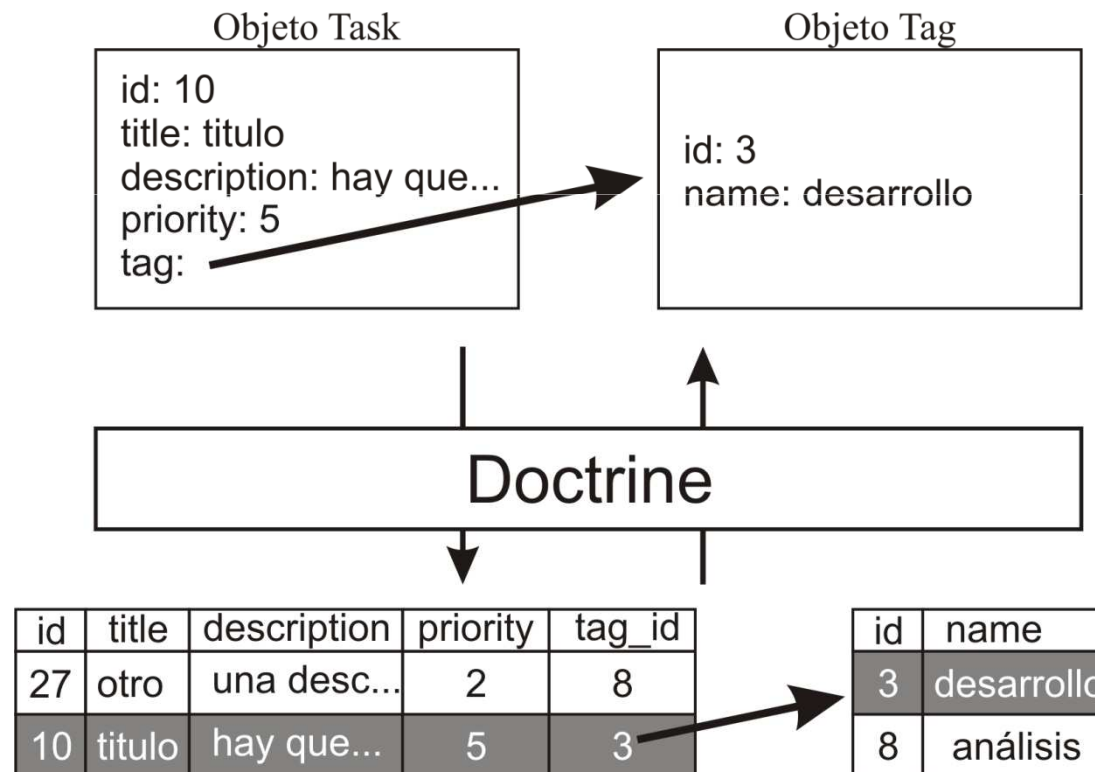 Objeto Task
id: 10
title: titulo
description: hay que...
priority: 5
tag:
Objeto Tag
id: 3
name: desarrollo
Doctrine
id title description priority tag_id
27 otro una desc... 2 8
10 titulo hay que... 5 3
id name
3 desarrollo
8 análisis